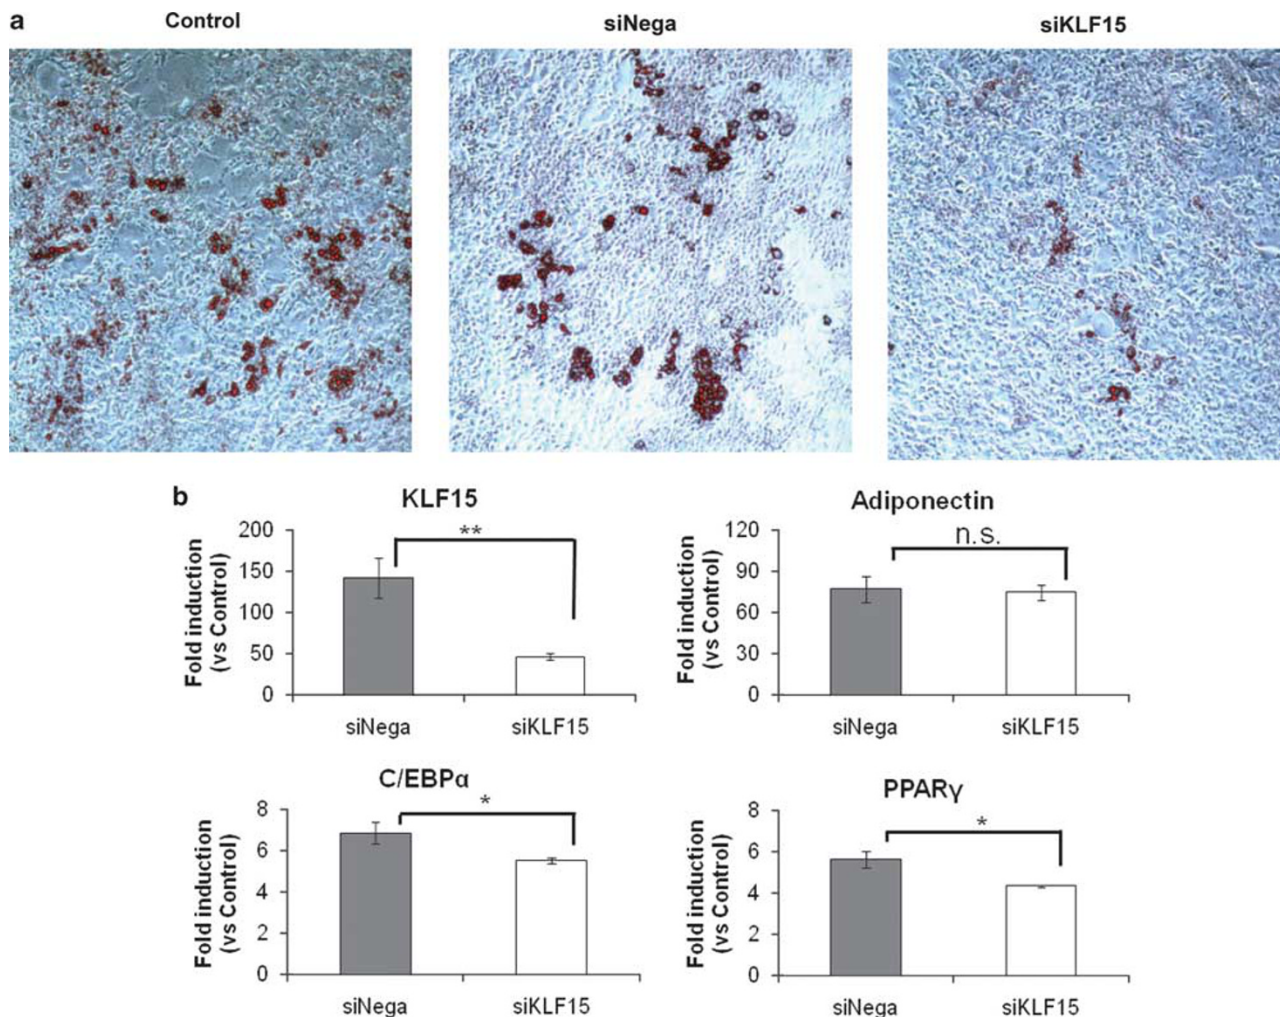 a
Control
siNega
siKLF15
b
KLF15
200
150
100
50
0
Fold induction
(vs Control)
**
siNega
siKLF15
Adiponectin
120
90
60
30
0
Fold induction
(vs Control)
n.s.
siNega
siKLF15
C/EBPα
8
6
4
2
0
Fold induction
(vs Control)
*
siNega
siKLF15
PPARγ
8
6
4
2
0
Fold induction
(vs Control)
*
siNega
siKLF15